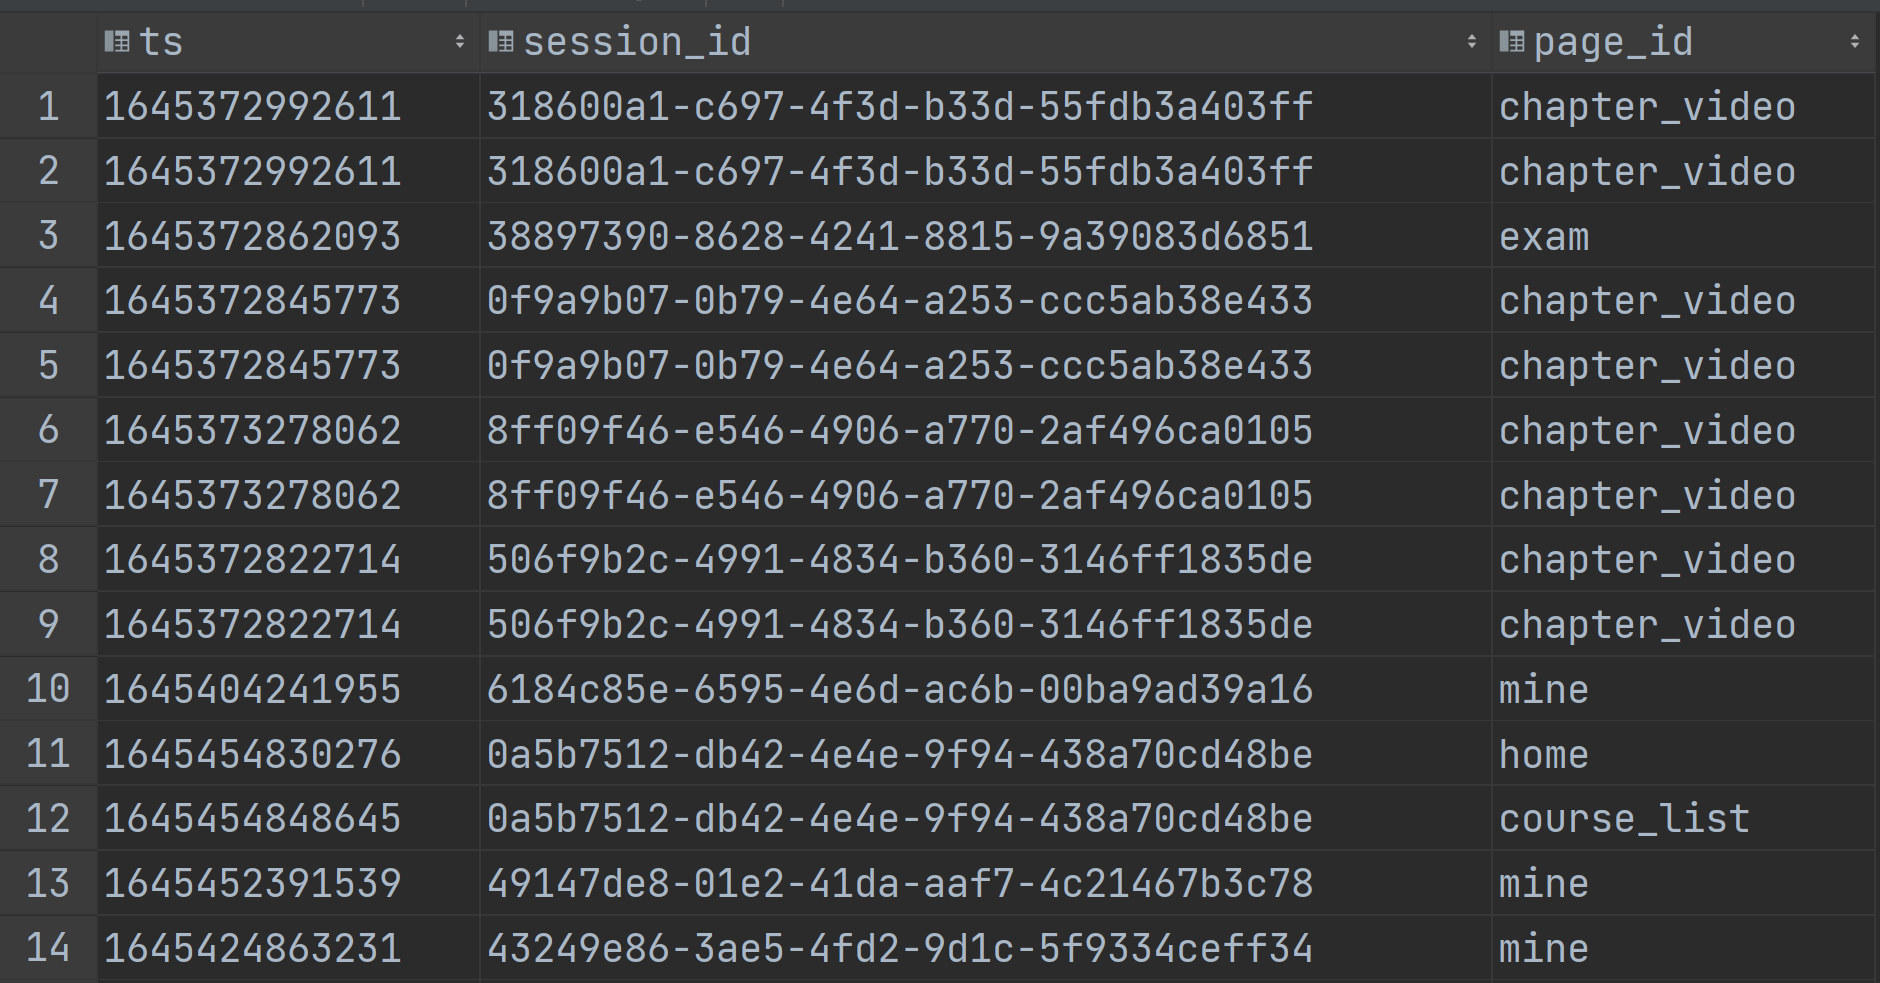 ts session_id page_id
1 1645372992611 318600a1-c697-4f3d-b33d-55fdb3a403ff chapter_video
2 1645372992611 318600a1-c697-4f3d-b33d-55fdb3a403ff chapter_video
3 1645372862093 38897390-8628-4241-8815-9a39083d6851 exam
4 1645372845773 0f9a9b07-0b79-4e64-a253-ccc5ab38e433 chapter_video
5 1645372845773 0f9a9b07-0b79-4e64-a253-ccc5ab38e433 chapter_video
6 1645373278062 8ff09f46-e546-4906-a770-2af496ca0105 chapter_video
7 1645373278062 8ff09f46-e546-4906-a770-2af496ca0105 chapter_video
8 1645372822714 506f9b2c-4991-4834-b360-3146ff1835de chapter_video
9 1645372822714 506f9b2c-4991-4834-b360-3146ff1835de chapter_video
10 1645404241955 6184c85e-6595-4e6d-ac6b-00ba9ad39a16 mine
11 1645454830276 0a5b7512-db42-4e4e-9f94-438a70cd48be home
12 1645454848645 0a5b7512-db42-4e4e-9f94-438a70cd48be course_list
13 1645452391539 49147de8-01e2-41da-aaf7-4c21467b3c78 mine
14 1645424863231 43249e86-3ae5-4fd2-9d1c-5f9334ceff34 mine